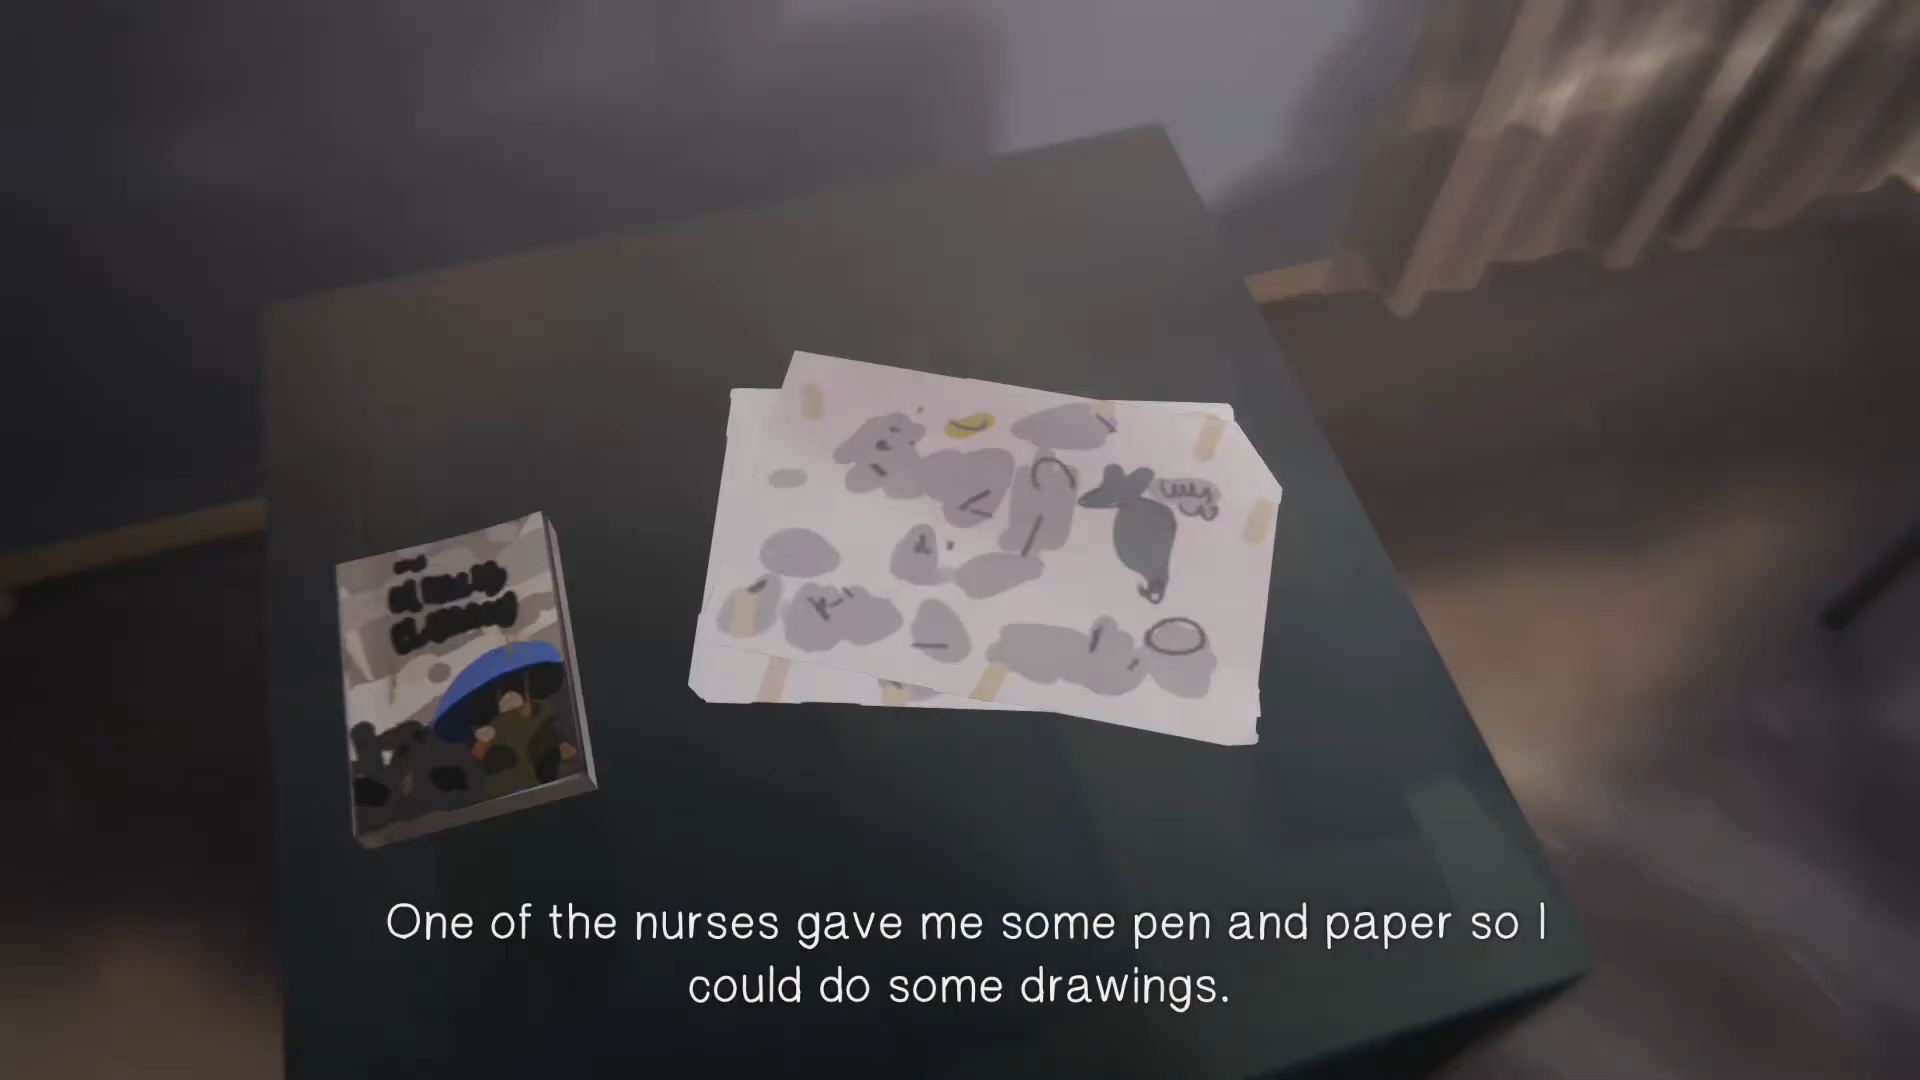 One of the nurses gave me some pen and paper so I
could do some drawings.